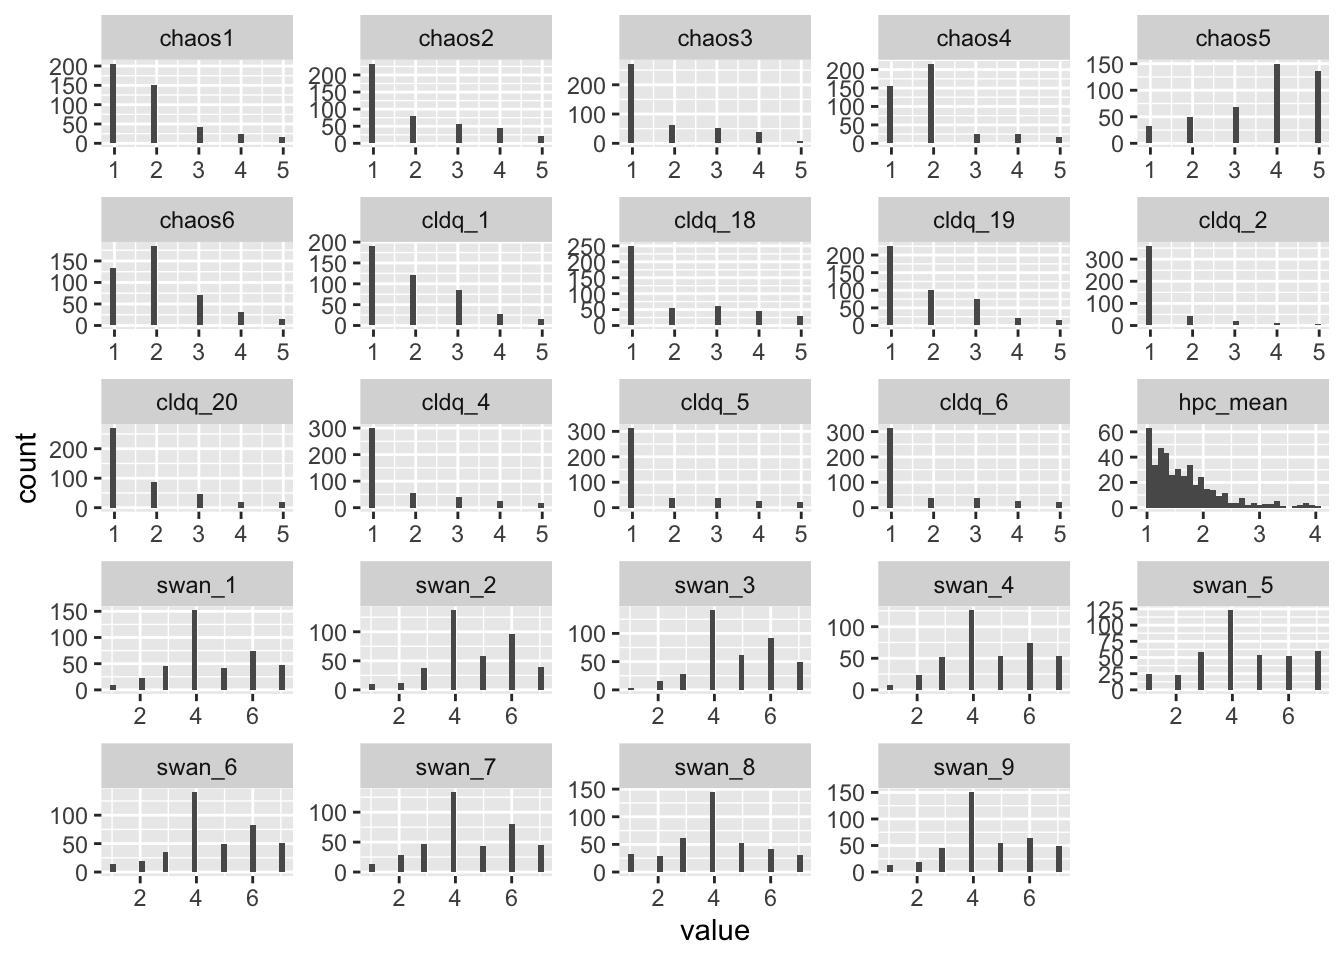 chaos1 chaos2 chaos3 chaos4 chaos5
200 150 100 50 0
200 150 100 50 0
200 100 0
200 150 100 50 0
150 100 50 0
1 2 3 4 5 1 2 3 4 5 1 2 3 4 5 1 2 3 4 5 1 2 3 4 5
chaos6 cldq_1 cldq_18 cldq_19 cldq_2
150 100 50 0
200 150 100 50 0
250 200 150 100 50 0
200 150 100 50 0
300 200 100 0
1 2 3 4 5 1 2 3 4 5 1 2 3 4 5 1 2 3 4 5 1 2 3 4 5
cldq_20 cldq_4 cldq_5 cldq_6 hpc_mean
200 100 0
300 200 100 0
300 200 100 0
300 200 100 0
60 40 20 0
1 2 3 4 5 1 2 3 4 5 1 2 3 4 5 1 2 3 4 5 1 2 3 4
count
swan_1 swan_2 swan_3 swan_4 swan_5
150 100 50 0
100 50 0
100 50 0
100 50 0
125 100 75 50 25 0
2 4 6 2 4 6 2 4 6 2 4 6 2 4 6
swan_6 swan_7 swan_8 swan_9
100 50 0
100 50 0
150 100 50 0
150 100 50 0
2 4 6 2 4 6 2 4 6 2 4 6
value